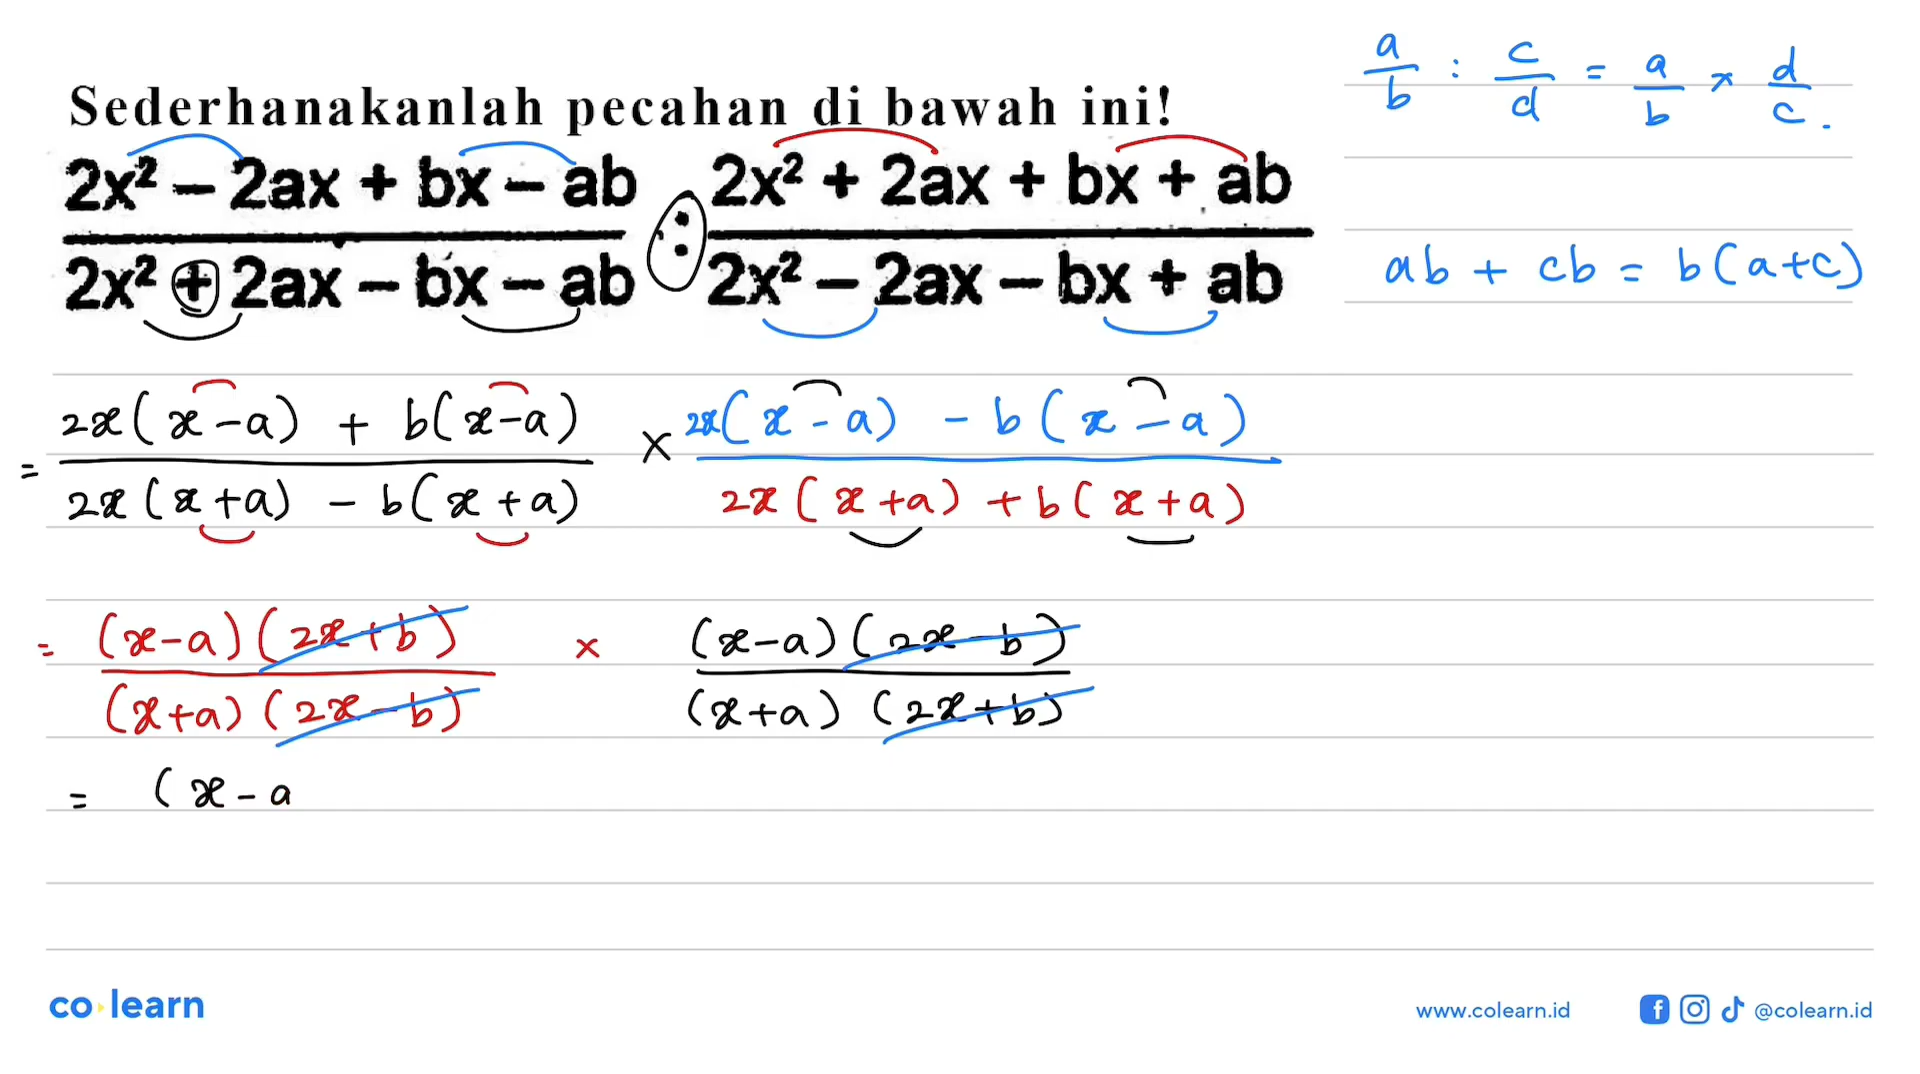 Sederhanakanlah pecahan di bawah ini!
2x² – 2ax + bx – ab : 2x² + 2ax + bx + ab
2x² + 2ax – bx – ab 2x² – 2ax – bx + ab
a/b : c/d = a/b × d/c.
ab + cb = b(a+c)
= 2x(x-a) + b(x-a) × 2x(x-a) - b(x-a)
2x(x+a) - b(x+a) 2x(x+a) + b(x+a)
= (x-a)(2x+b) × (x-a)(2x-b)
(x+a)(2x-b) (x+a)(2x+b)
= (x-a
co learn
www.colearn.id @colearn.id